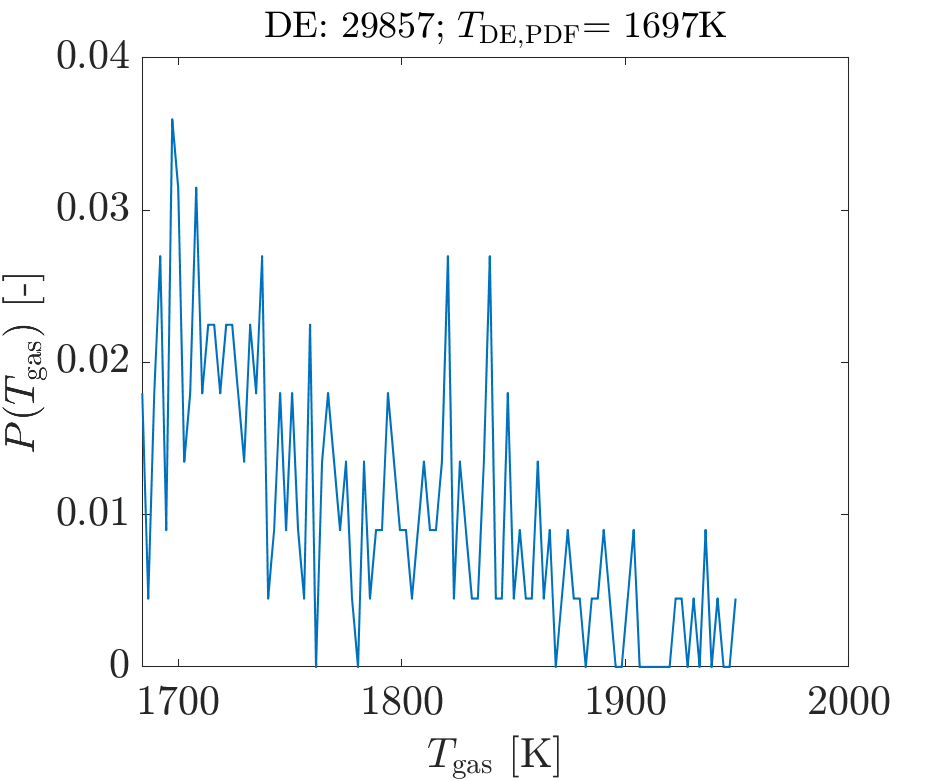 DE: 29857; T_DE,PDF= 1697K
0.04
0.03
0.02
0.01
0
P(T_gas) [-]
1700 1800 1900 2000
T_gas [K]